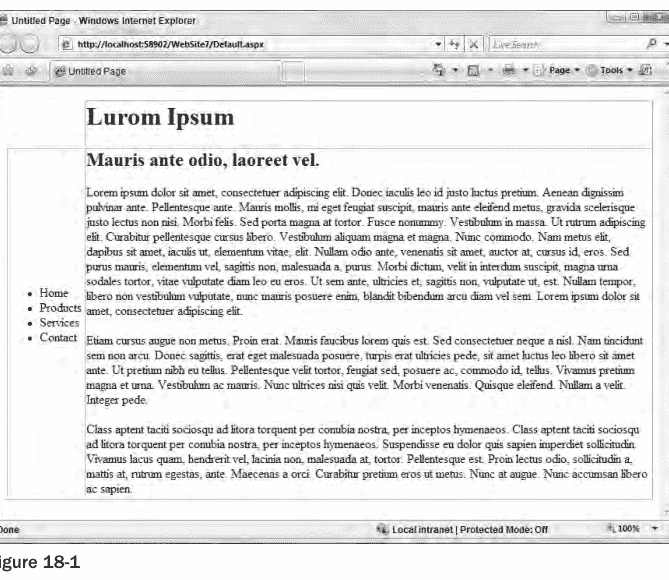 Untitled Page - Windows Internet Explorer
http://localhost:58902/WebSite7/Default.aspx
Live Search
Untitled Page
Page
Tools
Lurom Ipsum
Mauris ante odio, laoreet vel.
Home
Products
Services
Contact
Lorem ipsum dolor sit amet, consectetuer adipiscing elit. Donec iaculis leo id justo luctus pretium. Aenean dignissim
pulvinar ante. Pellentesque ante. Mauris mollis, mi eget feugiat suscipit, mauris ante eleifend metus, gravida scelerisque
justo lectus non nisi. Morbi felis. Sed porta magna at tortor. Fusce nonummy. Vestibulum in massa. Ut rutrum adipiscing
elit. Curabitur pellentesque cursus libero. Vestibulum aliquam magna et magna. Nunc commodo. Nam metus elit,
dapibus sit amet, iaculis ut, elementum vitae, elit. Nullam odio ante, venenatis sit amet, auctor at, cursus id, eros. Sed
purus mauris, elementum vel, sagittis non, malesuada a, purus. Morbi dictum, velit in interdum suscipit, magna urna
sodales tortor, vitae vulputate diam leo eu eros. Ut sem ante, ultricies et, sagittis non, vulputate ut, est. Nullam tempor,
libero non vestibulum vulputate, nunc mauris posuere enim, blandit bibendum arcu diam vel sem. Lorem ipsum dolor sit
amet, consectetuer adipiscing elit.
Etiam cursus augue non metus. Proin erat. Mauris faucibus lorem quis est. Sed consectetuer neque a nisl. Nam tincidunt
sem non arcu. Donec sagittis, erat eget malesuada posuere, turpis erat ultricies pede, sit amet luctus leo libero sit amet
ante. Ut pretium nibh eu tellus. Pellentesque velit tortor, feugiat sed, posuere ac, commodo id, tellus. Vivamus pretium
magna et urna. Vestibulum ac mauris. Nunc ultrices nisi quis velit. Morbi venenatis. Quisque eleifend. Nullam a velit.
Integer pede.
Class aptent taciti sociosqu ad litora torquent per conubia nostra, per inceptos hymenaeos. Class aptent taciti sociosqu
ad litora torquent per conubia nostra, per inceptos hymenaeos. Suspendisse eu dolor quis sapien imperdiet sollicitudin.
Vivamus lacus quam, hendrerit vel, lacinia non, malesuada at, tortor. Pellentesque est. Proin lectus odio, sollicitudin a,
mattis at, rutrum egestas, ante. Maecenas a orci. Curabitur pretium eros ut metus. Nunc at augue. Nunc accumsan libero
ac sapien.
Done
Local intranet | Protected Mode: Off
100%
igure 18-1